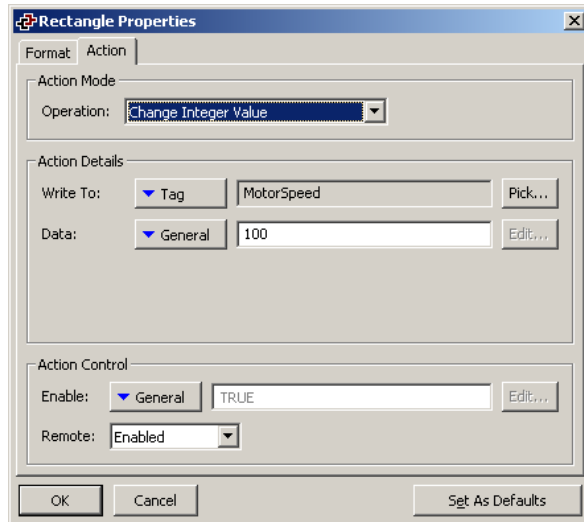 Rectangle Properties
Format Action
Action Mode
Operation: Change Integer Value
Action Details
Write To: Tag MotorSpeed Pick...
Data: General 100 Edit...
Action Control
Enable: General TRUE Edit...
Remote: Enabled
OK Cancel Set As Defaults